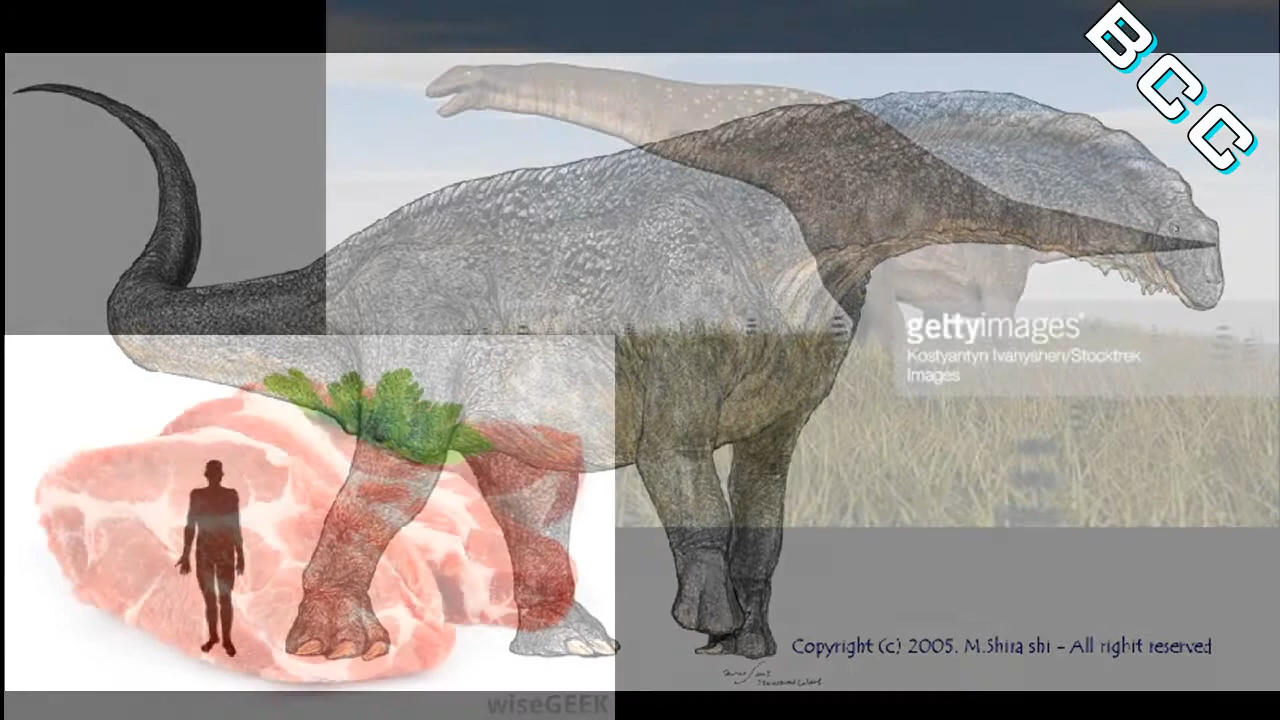 BCC
gettyimages®
Kostyantyn Ivanyshen/Stocktrek
Images
Copyright (c) 2005. M.Shiraishi - All right reserved
wiseGEEK